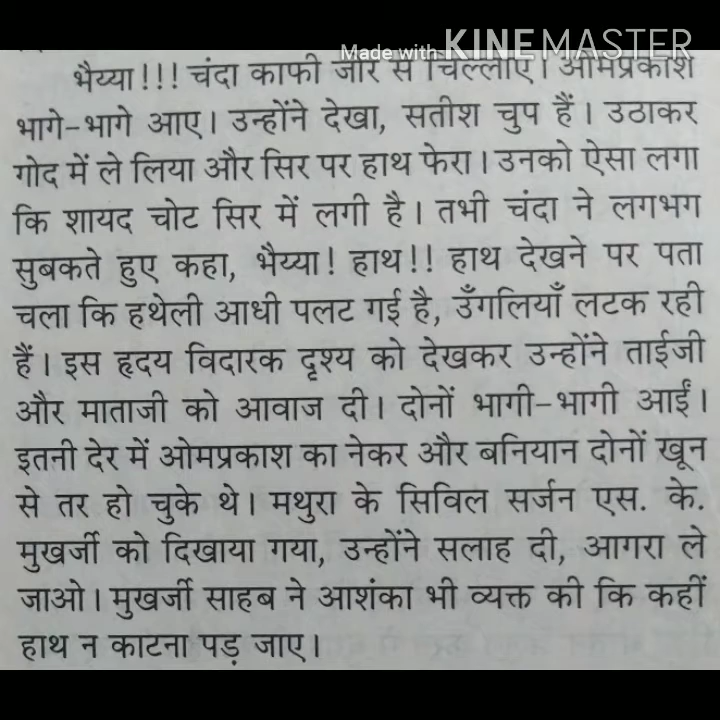 Made with KINEMASTER
भैय्या!!! चंदा काफी जोर से चिल्लाए। ओमप्रकाश
भागे-भागे आए। उन्होंने देखा, सतीश चुप हैं। उठाकर
गोद में ले लिया और सिर पर हाथ फेरा। उनको ऐसा लगा
कि शायद चोट सिर में लगी है। तभी चंदा ने लगभग
सुबकते हुए कहा, भैय्या! हाथ!! हाथ देखने पर पता
चला कि हथेली आधी पलट गई है, उँगलियाँ लटक रही
हैं। इस हृदय विदारक दृश्य को देखकर उन्होंने ताईजी
और माताजी को आवाज दी। दोनों भागी-भागी आईं।
इतनी देर में ओमप्रकाश का नेकर और बनियान दोनों खून
से तर हो चुके थे। मथुरा के सिविल सर्जन एस. के.
मुखर्जी को दिखाया गया, उन्होंने सलाह दी, आगरा ले
जाओ। मुखर्जी साहब ने आशंका भी व्यक्त की कि कहीं
हाथ न काटना पड़ जाए।